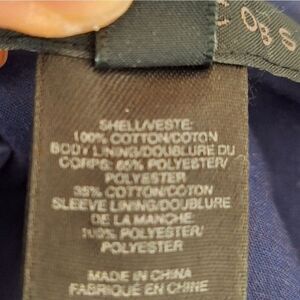 SHELL/VESTE:
100% COTTON/COTON
BODY LINING/DOUBLURE DU
CORPS: 65% POLYESTER/
POLYESTER
35% COTTON/COTON
SLEEVE LINING/DOUBLURE
DE LA MANCHE:
100% POLYESTER/
POLYESTER
MADE IN CHINA
FABRIQUÉ EN CHINE